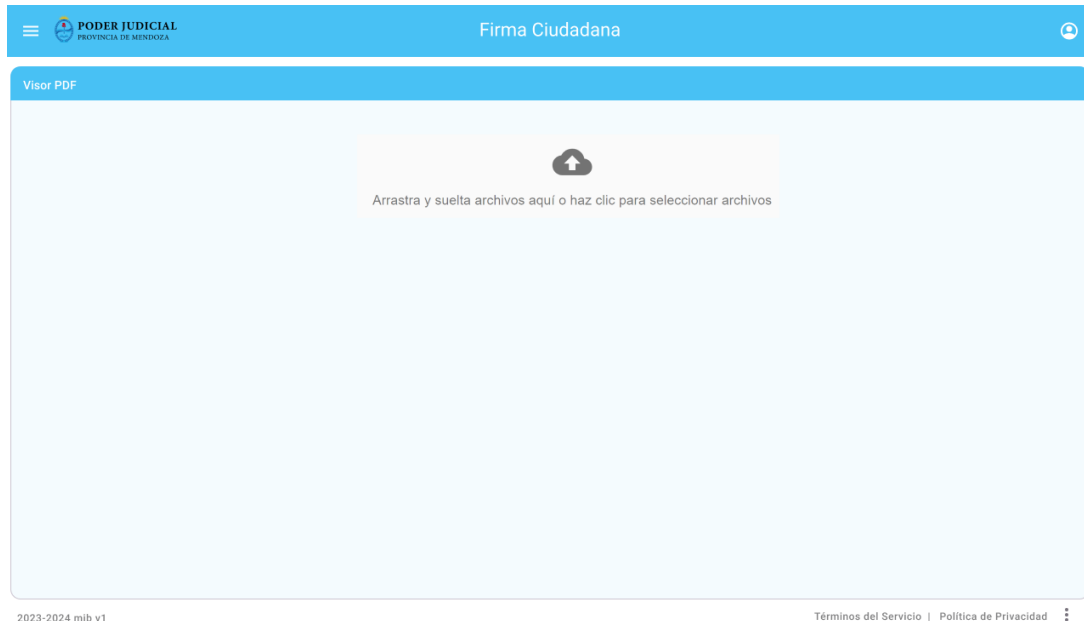 PODER JUDICIAL
PROVINCIA DE MENDOZA
Firma Ciudadana
Visor PDF
Arrastra y suelta archivos aquí o haz clic para seleccionar archivos
2023-2024 mib v1
Términos del Servicio | Política de Privacidad